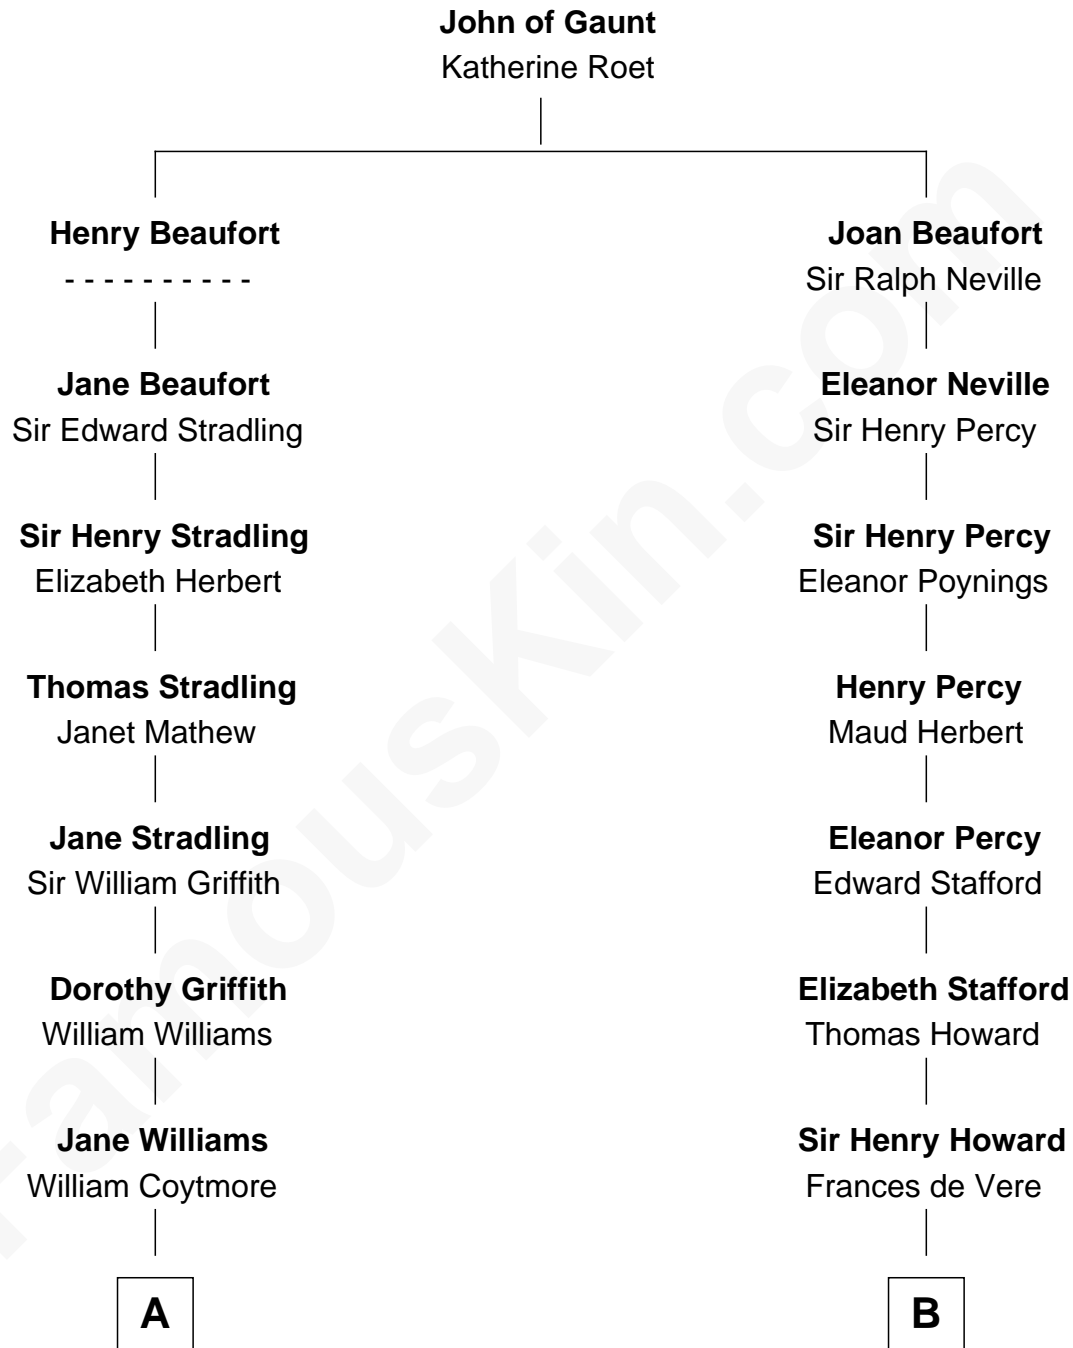 John of Gaunt
Katherine Roet
Henry Beaufort
- - - - - - - - - -
Jane Beaufort
Sir Edward Stradling
Sir Henry Stradling
Elizabeth Herbert
Thomas Stradling
Janet Mathew
Jane Stradling
Sir William Griffith
Dorothy Griffith
William Williams
Jane Williams
William Coytmore
A
Joan Beaufort
Sir Ralph Neville
Eleanor Neville
Sir Henry Percy
Sir Henry Percy
Eleanor Poynings
Henry Percy
Maud Herbert
Eleanor Percy
Edward Stafford
Elizabeth Stafford
Thomas Howard
Sir Henry Howard
Frances de Vere
B
FamousKin.com